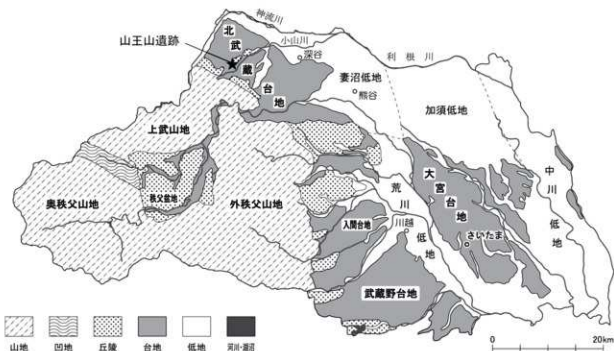 神流川
山王山遺跡
北武蔵台地
小山川
深谷
利根川
妻沼低地
熊谷
加須低地
上武山地
秩父盆地
奥秩父山地
外秩父山地
荒川低地
大宮台地
中川低地
入間台地
川越
さいたま
武蔵野台地
山地
凹地
丘陵
台地
低地
河川・湖沼
0 20km